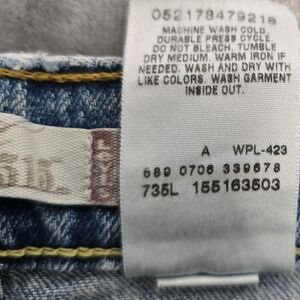 052178479218
MACHINE WASH COLD.
DURABLE PRESS CYCLE.
DO NOT BLEACH. TUMBLE
DRY MEDIUM. WARM IRON IF
NEEDED. WASH AND DRY WITH
LIKE COLORS. WASH GARMENT
INSIDE OUT.
A WPL-423
569 0706 339678
735L 155163503
515